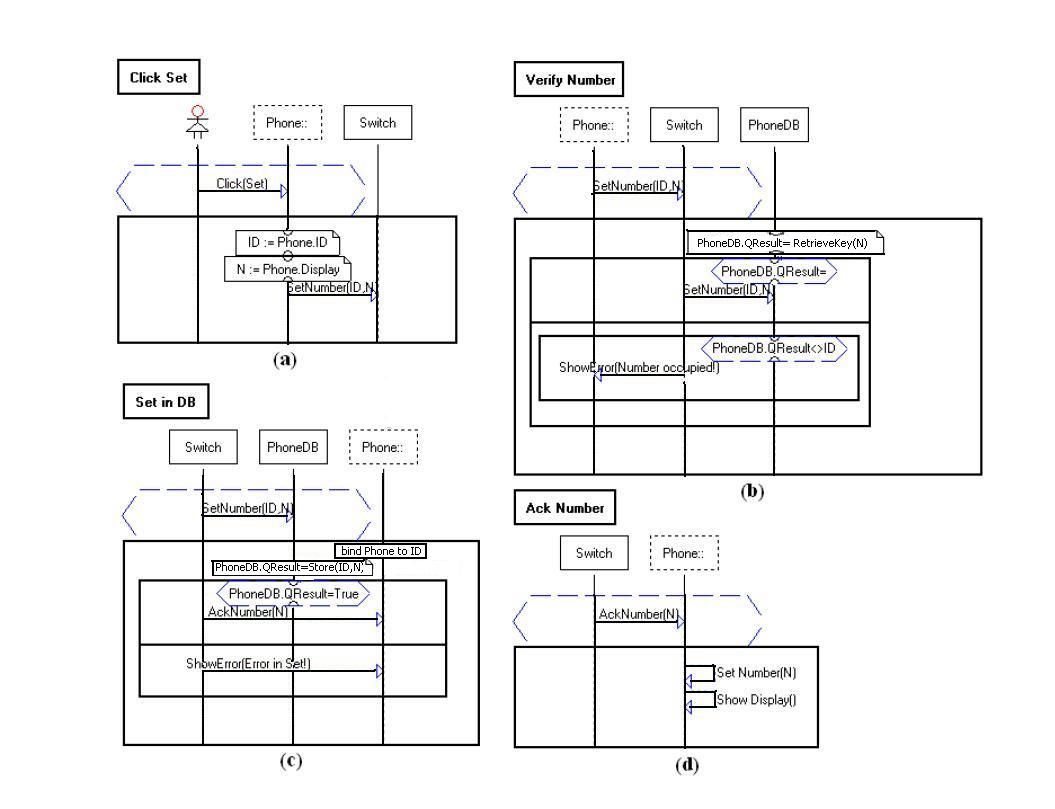 Click Set
Phone::
Switch
Click(Set)
ID := Phone.ID
N := Phone.Display
SetNumber(ID,N)
(a)
Verify Number
Phone::
Switch
PhoneDB
SetNumber(ID,N)
PhoneDB.QResult= RetrieveKey(N)
PhoneDB.QResult=
SetNumber(ID,N)
PhoneDB.QResult<>ID
ShowError(Number occupied!)
(b)
Set in DB
Switch
PhoneDB
Phone::
SetNumber(ID,N)
bind Phone to ID
PhoneDB.QResult=Store(ID,N)
PhoneDB.QResult=True
AckNumber(N)
ShowError(Error in Set!)
(c)
Ack Number
Switch
Phone::
AckNumber(N)
Set Number(N)
Show Display()
(d)